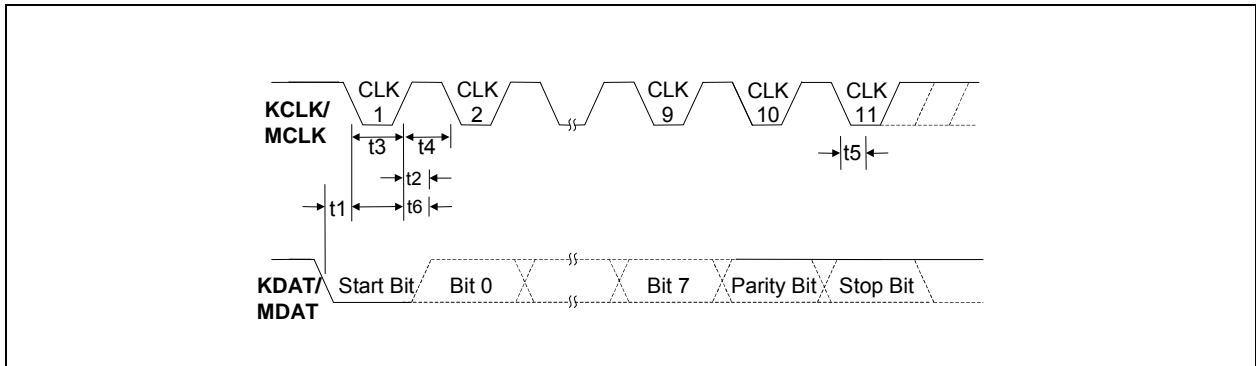 KCLK/
MCLK
CLK
1
CLK
2
CLK
9
CLK
10
CLK
11
t3
t4
t5
t2
t1
t6
KDAT/
MDAT
Start Bit
Bit 0
Bit 7
Parity Bit
Stop Bit